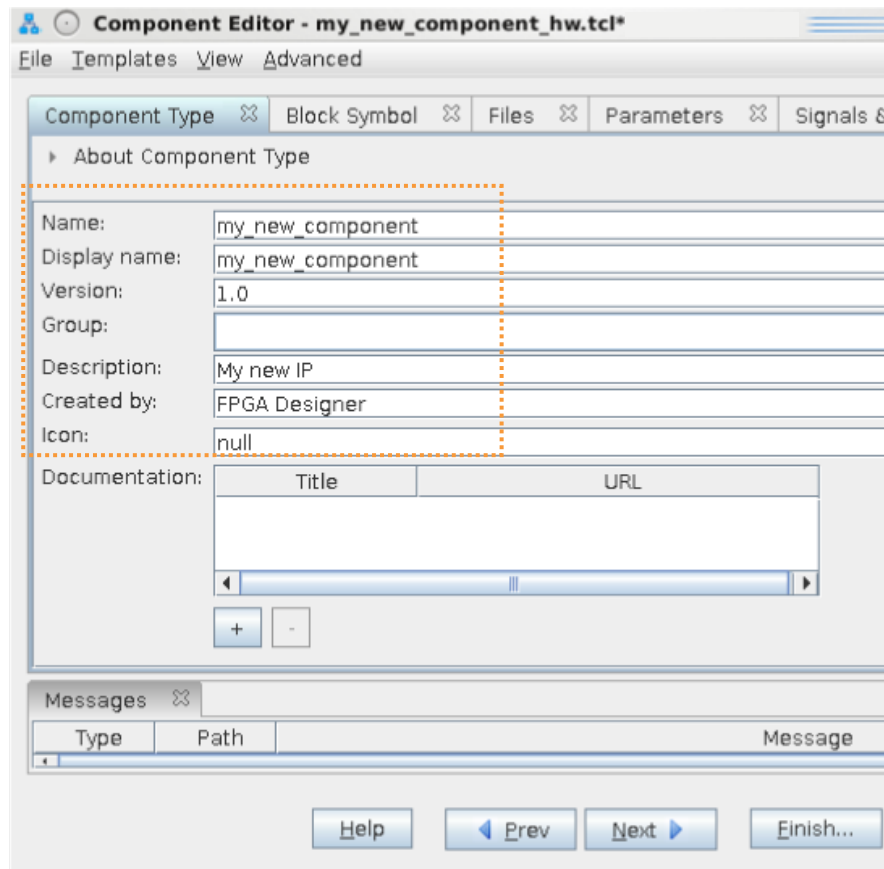 Component Editor - my_new_component_hw.tcl*
File Templates View Advanced
Component Type Block Symbol Files Parameters Signals &
About Component Type
Name: my_new_component
Display name: my_new_component
Version: 1.0
Group:
Description: My new IP
Created by: FPGA Designer
Icon: null
Documentation: Title URL
+ -
Messages
Type Path Message
Help Prev Next Finish...